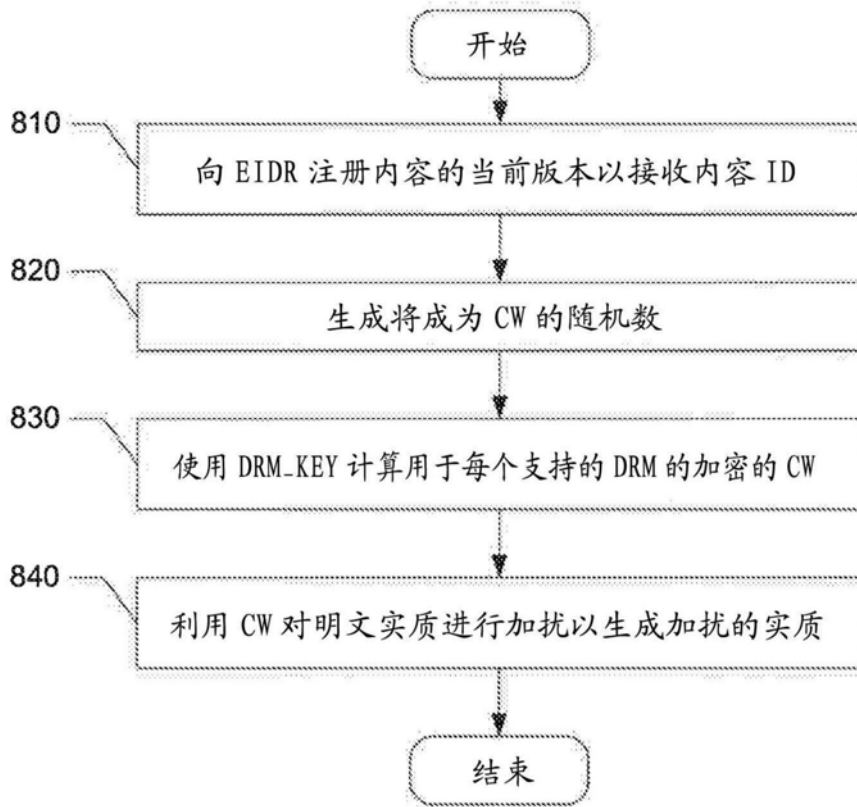 开始
810
向 EIDR 注册内容的当前版本以接收内容 ID
820
生成将成为 CW 的随机数
830
使用 DRM_KEY 计算用于每个支持的 DRM 的加密的 CW
840
利用 CW 对明文实质进行加扰以生成加扰的实质
结束